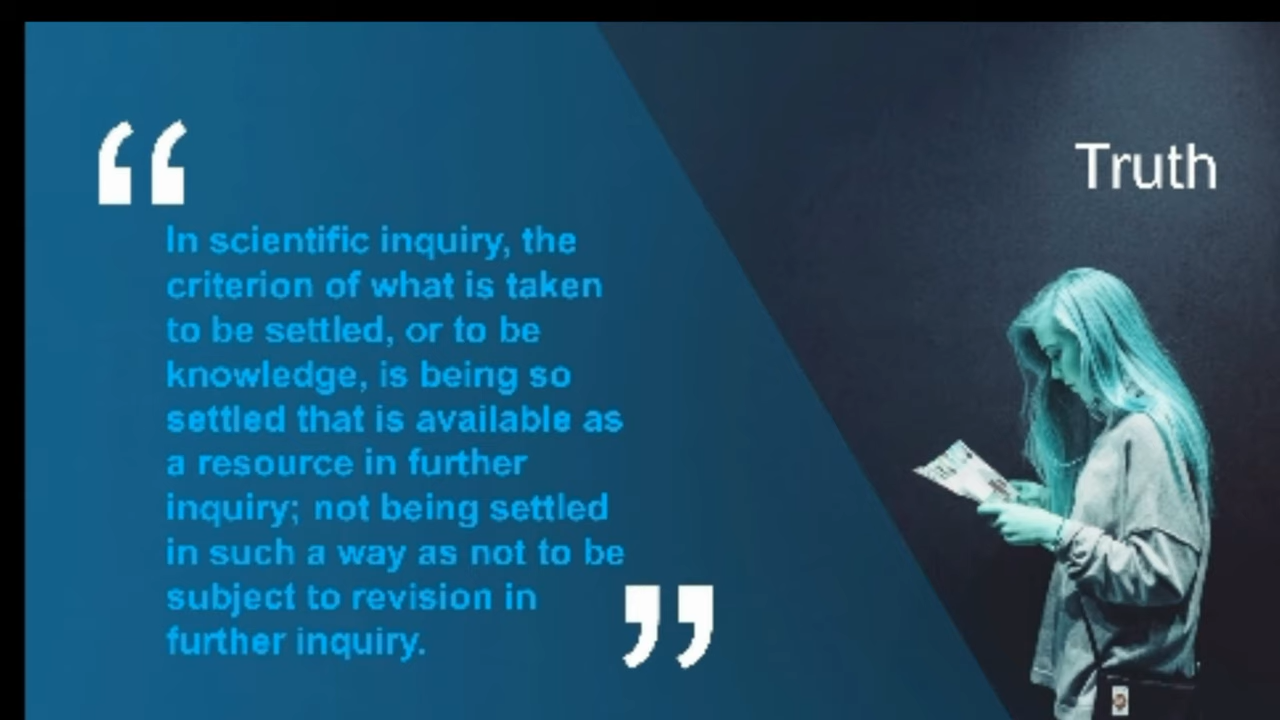 Truth
In scientific inquiry, the
criterion of what is taken
to be settled, or to be
knowledge, is being so
settled that is available as
a resource in further
inquiry; not being settled
in such a way as not to be
subject to revision in
further inquiry.